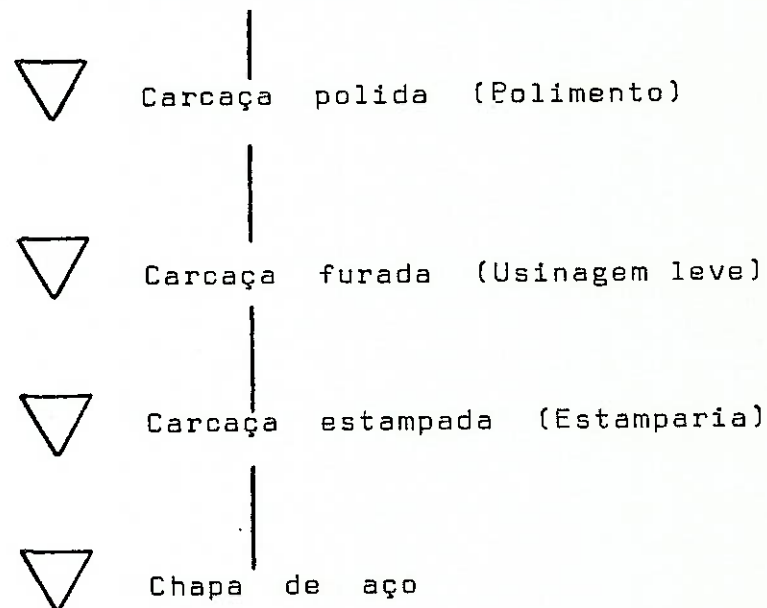 Carcaça polida (Polimento)
Carcaça furada (Usinagem leve)
Carcaça estampada (Estamparia)
Chapa de aço